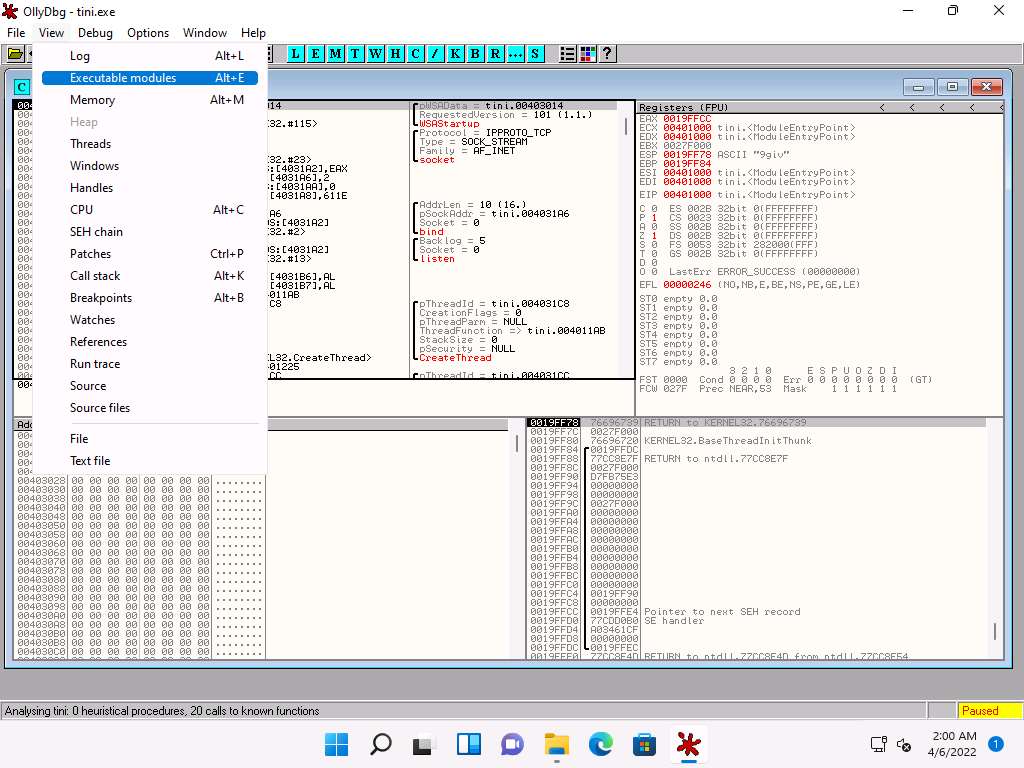 OllyDbg - tini.exe
File View Debug Options Window Help
L E M T W H C / K B R ... S ?
C
Log Alt+L
Executable modules Alt+E
Memory Alt+M
Heap
Threads
Windows
Handles
CPU Alt+C
SEH chain
Patches Ctrl+P
Call stack Alt+K
Breakpoints Alt+B
Watches
References
Run trace
Source
Source files
File
Text file
32.#115>
32.#23>
:[4031A2],EAX
:[4031A6],2
:[4031AA],0
:[4031A8],611E
A6
S:[4031A2]
32.#2>
S:[4031A2]
32.#13>
[4031B6],AL
[4031B7],AL
4011AB
C8
EL32.CreateThread>
401225
CC
pWSAData = tini.00403014
RequestedVersion = 101 (1.1.)
WSAStartup
Protocol = IPPROTO_TCP
Type = SOCK_STREAM
Family = AF_INET
socket
AddrLen = 10 (16.)
pSockAddr = tini.004031A6
Socket = 0
bind
Backlog = 5
Socket = 0
listen
pThreadId = tini.004031C8
CreationFlags = 0
pThreadParm = NULL
ThreadFunction => tini.004011AB
StackSize = 0
pSecurity = NULL
CreateThread
pThreadId = tini.004031CC
Registers (FPU) < < < < <
EAX 0019FFCC
ECX 00401000 tini.<ModuleEntryPoint>
EDX 00401000 tini.<ModuleEntryPoint>
EBX 0027F000
ESP 0019FF78 ASCII "9giv"
EBP 0019FF84
ESI 00401000 tini.<ModuleEntryPoint>
EDI 00401000 tini.<ModuleEntryPoint>
EIP 00401000 tini.<ModuleEntryPoint>
C 0 ES 002B 32bit 0(FFFFFFFF)
P 1 CS 0023 32bit 0(FFFFFFFF)
A 0 SS 002B 32bit 0(FFFFFFFF)
Z 1 DS 002B 32bit 0(FFFFFFFF)
S 0 FS 0053 32bit 282000(FFF)
T 0 GS 002B 32bit 0(FFFFFFFF)
D 0
O 0 LastErr ERROR_SUCCESS (00000000)
EFL 00000246 (NO,NB,E,BE,NS,PE,GE,LE)
ST0 empty 0.0
ST1 empty 0.0
ST2 empty 0.0
ST3 empty 0.0
ST4 empty 0.0
ST5 empty 0.0
ST6 empty 0.0
ST7 empty 0.0
3 2 1 0 E S P U O Z D I
FST 0000 Cond 0 0 0 0 Err 0 0 0 0 0 0 0 0 (GT)
FCW 027F Prec NEAR,53 Mask 1 1 1 1 1 1
00403028 00 00 00 00 00 00 00 00 ........
00403030 00 00 00 00 00 00 00 00 ........
00403038 00 00 00 00 00 00 00 00 ........
00403040 00 00 00 00 00 00 00 00 ........
00403048 00 00 00 00 00 00 00 00 ........
00403050 00 00 00 00 00 00 00 00 ........
00403058 00 00 00 00 00 00 00 00 ........
00403060 00 00 00 00 00 00 00 00 ........
00403068 00 00 00 00 00 00 00 00 ........
00403070 00 00 00 00 00 00 00 00 ........
00403078 00 00 00 00 00 00 00 00 ........
00403080 00 00 00 00 00 00 00 00 ........
00403088 00 00 00 00 00 00 00 00 ........
00403090 00 00 00 00 00 00 00 00 ........
00403098 00 00 00 00 00 00 00 00 ........
004030A0 00 00 00 00 00 00 00 00 ........
004030A8 00 00 00 00 00 00 00 00 ........
004030B0 00 00 00 00 00 00 00 00 ........
004030B8 00 00 00 00 00 00 00 00 ........
004030C0 00 00 00 00 00 00 00 00 ........
0019FF78 76696739 RETURN to KERNEL32.76696739
0019FF7C 0027F000
0019FF80 76696720 KERNEL32.BaseThreadInitThunk
0019FF84 0019FFDC
0019FF88 77CC8E7F RETURN to ntdll.77CC8E7F
0019FF8C 0027F000
0019FF90 D7FB75E3
0019FF94 00000000
0019FF98 00000000
0019FF9C 0027F000
0019FFA0 00000000
0019FFA4 00000000
0019FFA8 00000000
0019FFAC 00000000
0019FFB0 00000000
0019FFB4 00000000
0019FFB8 00000000
0019FFBC 00000000
0019FFC0 00000000
0019FFC4 0019FF90
0019FFC8 00000000
0019FFCC 0019FFE4 Pointer to next SEH record
0019FFD0 77CDD0B0 SE handler
0019FFD4 A03461CF
0019FFD8 00000000
0019FFDC 0019FFEC
0019FFE0 77CC8E4D RETURN to ntdll.77CC8E4D from ntdll.77CC8E54
Analysing tini: 0 heuristical procedures, 20 calls to known functions
Paused
2:00 AM
4/6/2022
1